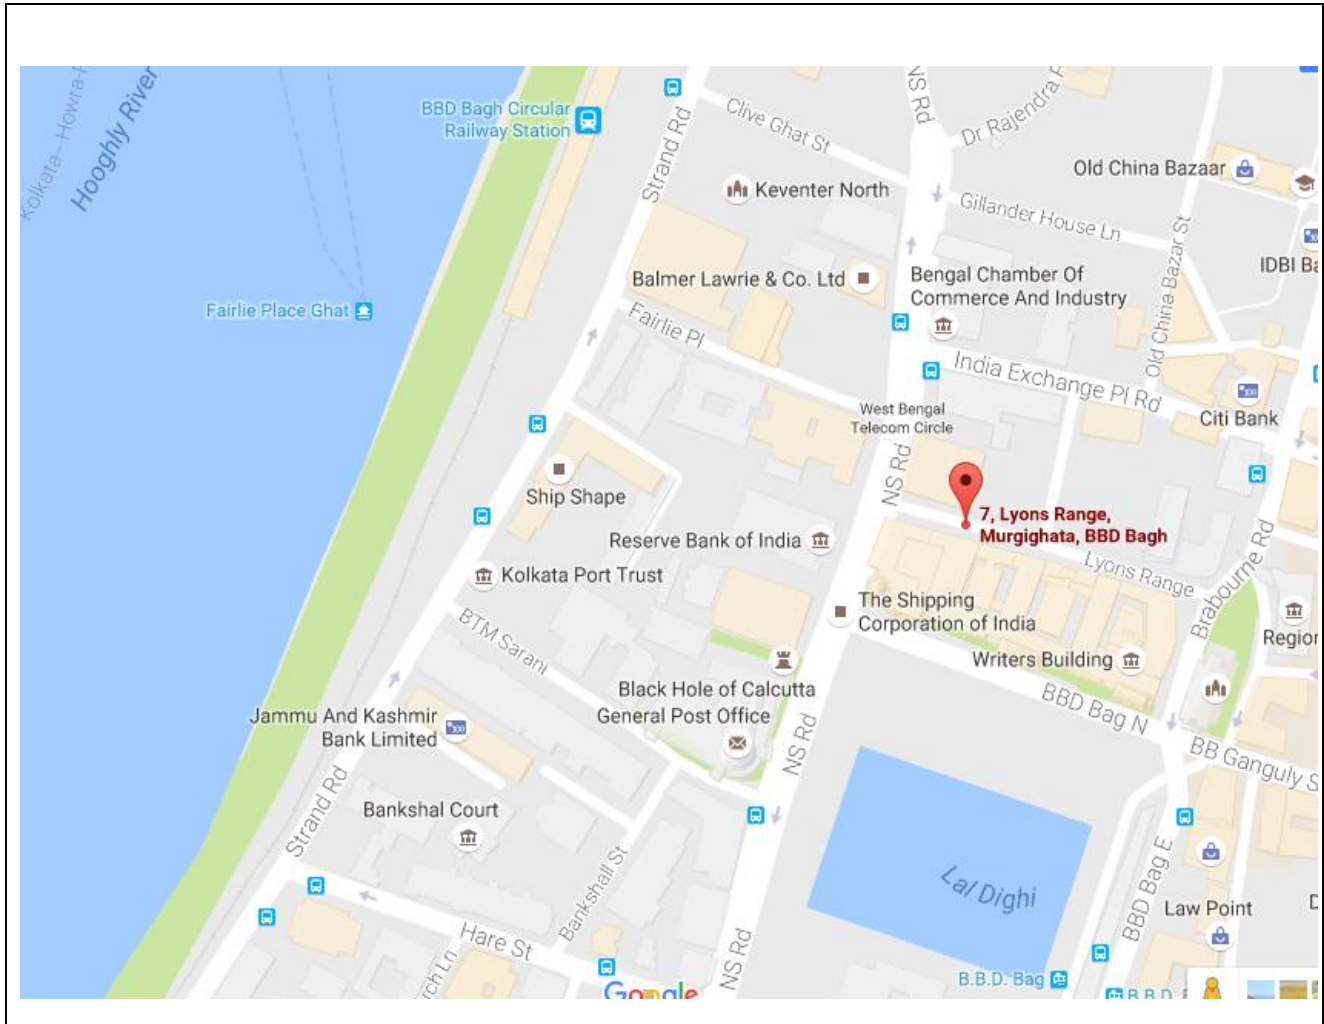 Kolkata - Howra
Hooghly River
BBD Bagh Circular
Railway Station
Strand Rd
Clive Ghat St
NS Rd
Dr Rajendra
Old China Bazaar
Keventer North
Gillander House Ln
Old China Bazar St
IDBI Ba
Balmer Lawrie & Co. Ltd
Bengal Chamber Of
Commerce And Industry
Fairlie Place Ghat
Fairlie Pl
India Exchange Pl Rd
West Bengal
Telecom Circle
Citi Bank
NS Rd
Ship Shape
7, Lyons Range,
Murgighata, BBD Bagh
Reserve Bank of India
Lyons Range
Brabourne Rd
Kolkata Port Trust
The Shipping
Corporation of India
BTM Sarani
Region
Writers Building
Black Hole of Calcutta
General Post Office
BBD Bag N
Jammu And Kashmir
Bank Limited
NS Rd
BB Ganguly S
Strand Rd
Bankshal Court
Bankshall St
Lal Dighi
BBD Bag E
Law Point
D
Hare St
rch Ln
NS Rd
B.B.D. Bag
B.B.D.
Google